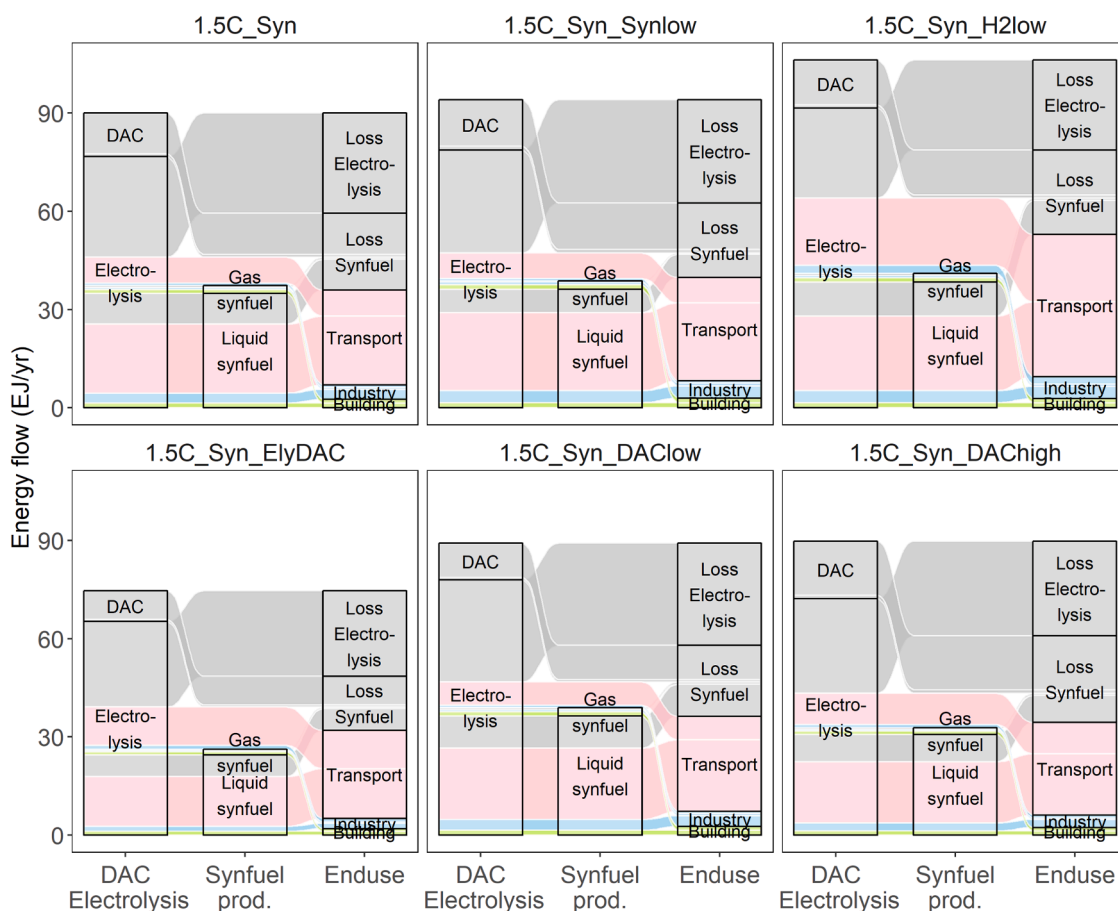 1.5C_Syn
1.5C_Syn_Synlow
1.5C_Syn_H2low
Energy flow (EJ/yr)
90
60
30
0
DAC
Electro-
lysis
Gas
synfuel
Liquid
synfuel
Loss
Electro-
lysis
Loss
Synfuel
Transport
Industry
Building
DAC
Electro-
lysis
Gas
synfuel
Liquid
synfuel
Loss
Electro-
lysis
Loss
Synfuel
Transport
Industry
Building
DAC
Electro-
lysis
Gas
synfuel
Liquid
synfuel
Loss
Electro-
lysis
Loss
Synfuel
Transport
Industry
Building
1.5C_Syn_ElyDAC
1.5C_Syn_DAClow
1.5C_Syn_DAChigh
90
60
30
0
DAC
Electro-
lysis
Gas
synfuel
Liquid
synfuel
Loss
Electro-
lysis
Loss
Synfuel
Transport
Industry
Building
DAC
Electro-
lysis
Gas
synfuel
Liquid
synfuel
Loss
Electro-
lysis
Loss
Synfuel
Transport
Industry
Building
DAC
Electro-
lysis
Gas
synfuel
Liquid
synfuel
Loss
Electro-
lysis
Loss
Synfuel
Transport
Industry
Building
DAC
Electrolysis
Synfuel
prod.
Enduse
DAC
Electrolysis
Synfuel
prod.
Enduse
DAC
Electrolysis
Synfuel
prod.
Enduse